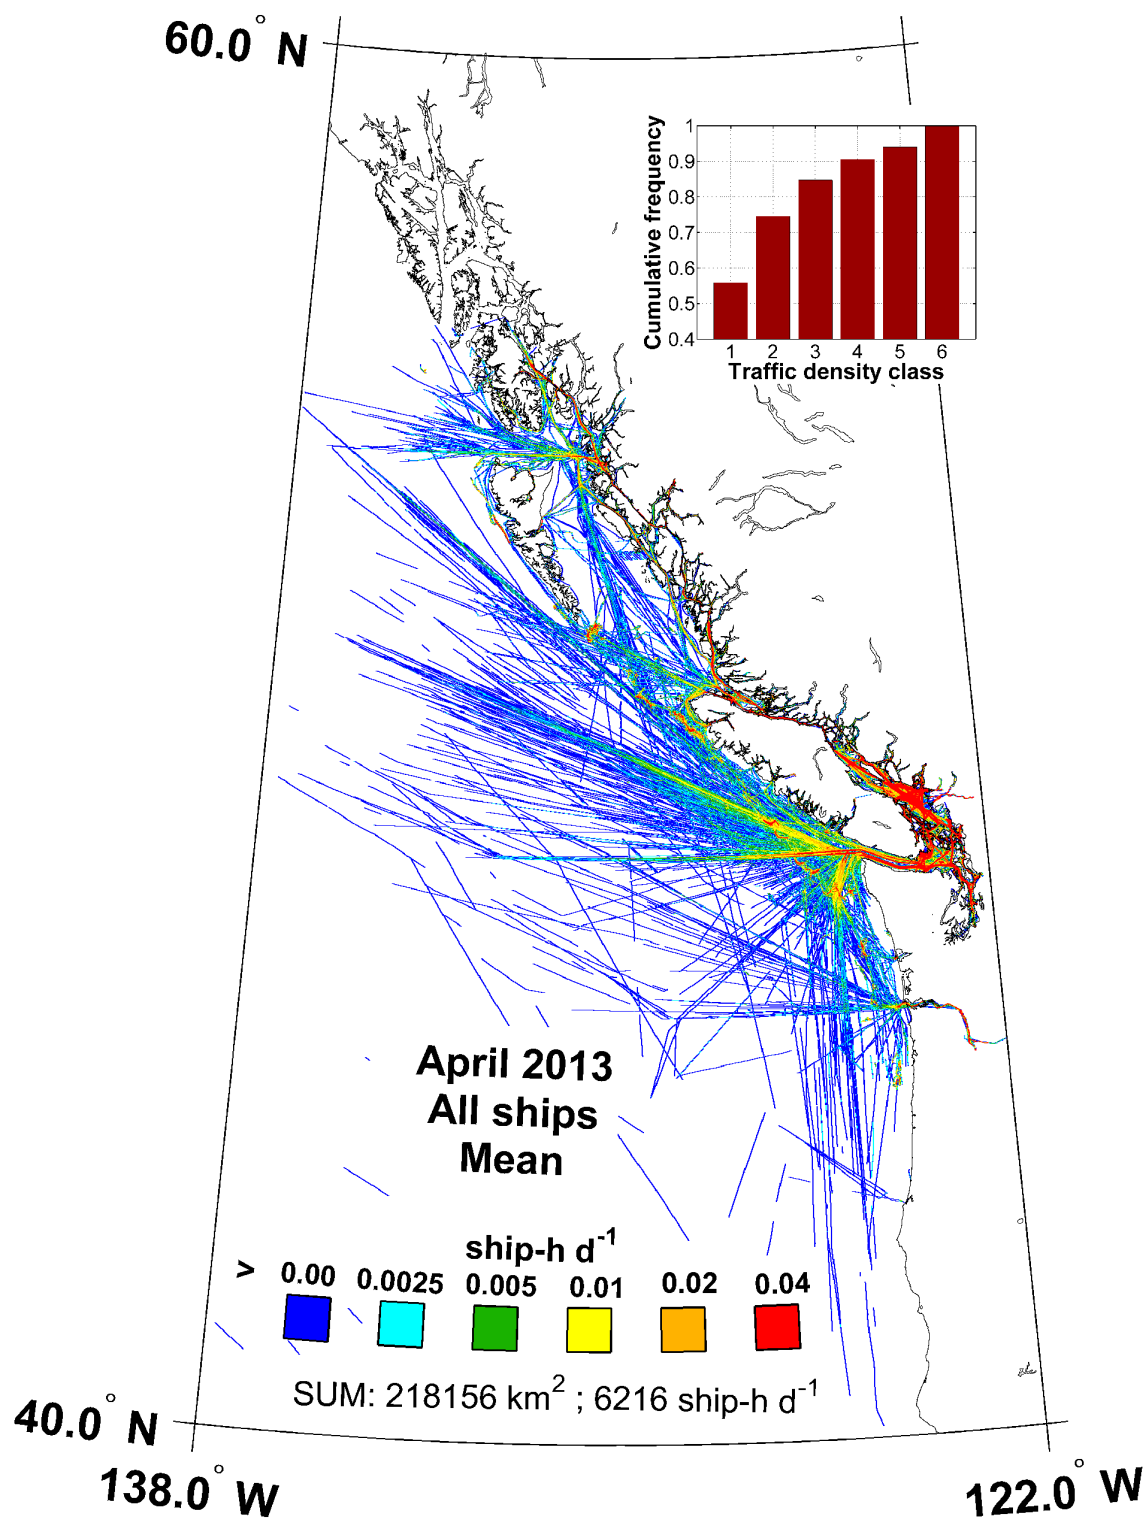 60.0° N
Cumulative frequency
1
0.9
0.8
0.7
0.6
0.5
0.4
1 2 3 4 5 6
Traffic density class
April 2013
All ships
Mean
ship-h d⁻¹
> 0.00 0.0025 0.005 0.01 0.02 0.04
SUM: 218156 km² ; 6216 ship-h d⁻¹
40.0° N
138.0° W
122.0° W